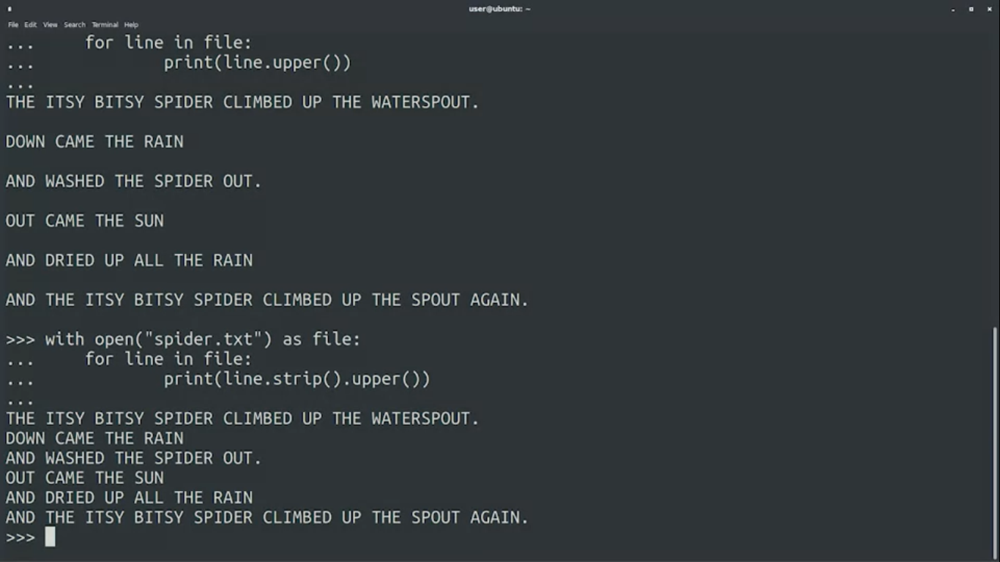 user@ubuntu: ~
File Edit View Search Terminal Help
...     for line in file:
...             print(line.upper())
...
THE ITSY BITSY SPIDER CLIMBED UP THE WATERSPOUT.

DOWN CAME THE RAIN

AND WASHED THE SPIDER OUT.

OUT CAME THE SUN

AND DRIED UP ALL THE RAIN

AND THE ITSY BITSY SPIDER CLIMBED UP THE SPOUT AGAIN.

>>> with open("spider.txt") as file:
...     for line in file:
...             print(line.strip().upper())
...
THE ITSY BITSY SPIDER CLIMBED UP THE WATERSPOUT.
DOWN CAME THE RAIN
AND WASHED THE SPIDER OUT.
OUT CAME THE SUN
AND DRIED UP ALL THE RAIN
AND THE ITSY BITSY SPIDER CLIMBED UP THE SPOUT AGAIN.
>>>